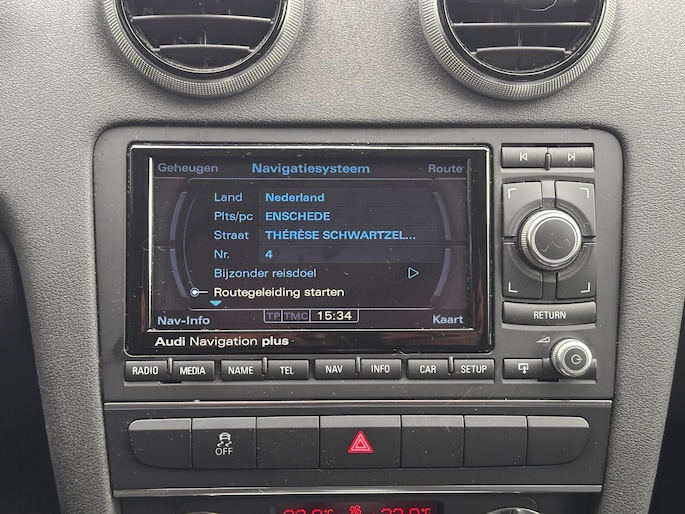 Geheugen Navigatiesysteem Route
Land Nederland
Plts/pc ENSCHEDE
Straat THÉRÈSE SCHWARTZEL...
Nr. 4
Bijzonder reisdoel
Routegeleiding starten
Nav-Info TP TMC 15:34 Kaart
Audi Navigation plus
RETURN
RADIO MEDIA NAME TEL NAV INFO CAR SETUP
OFF